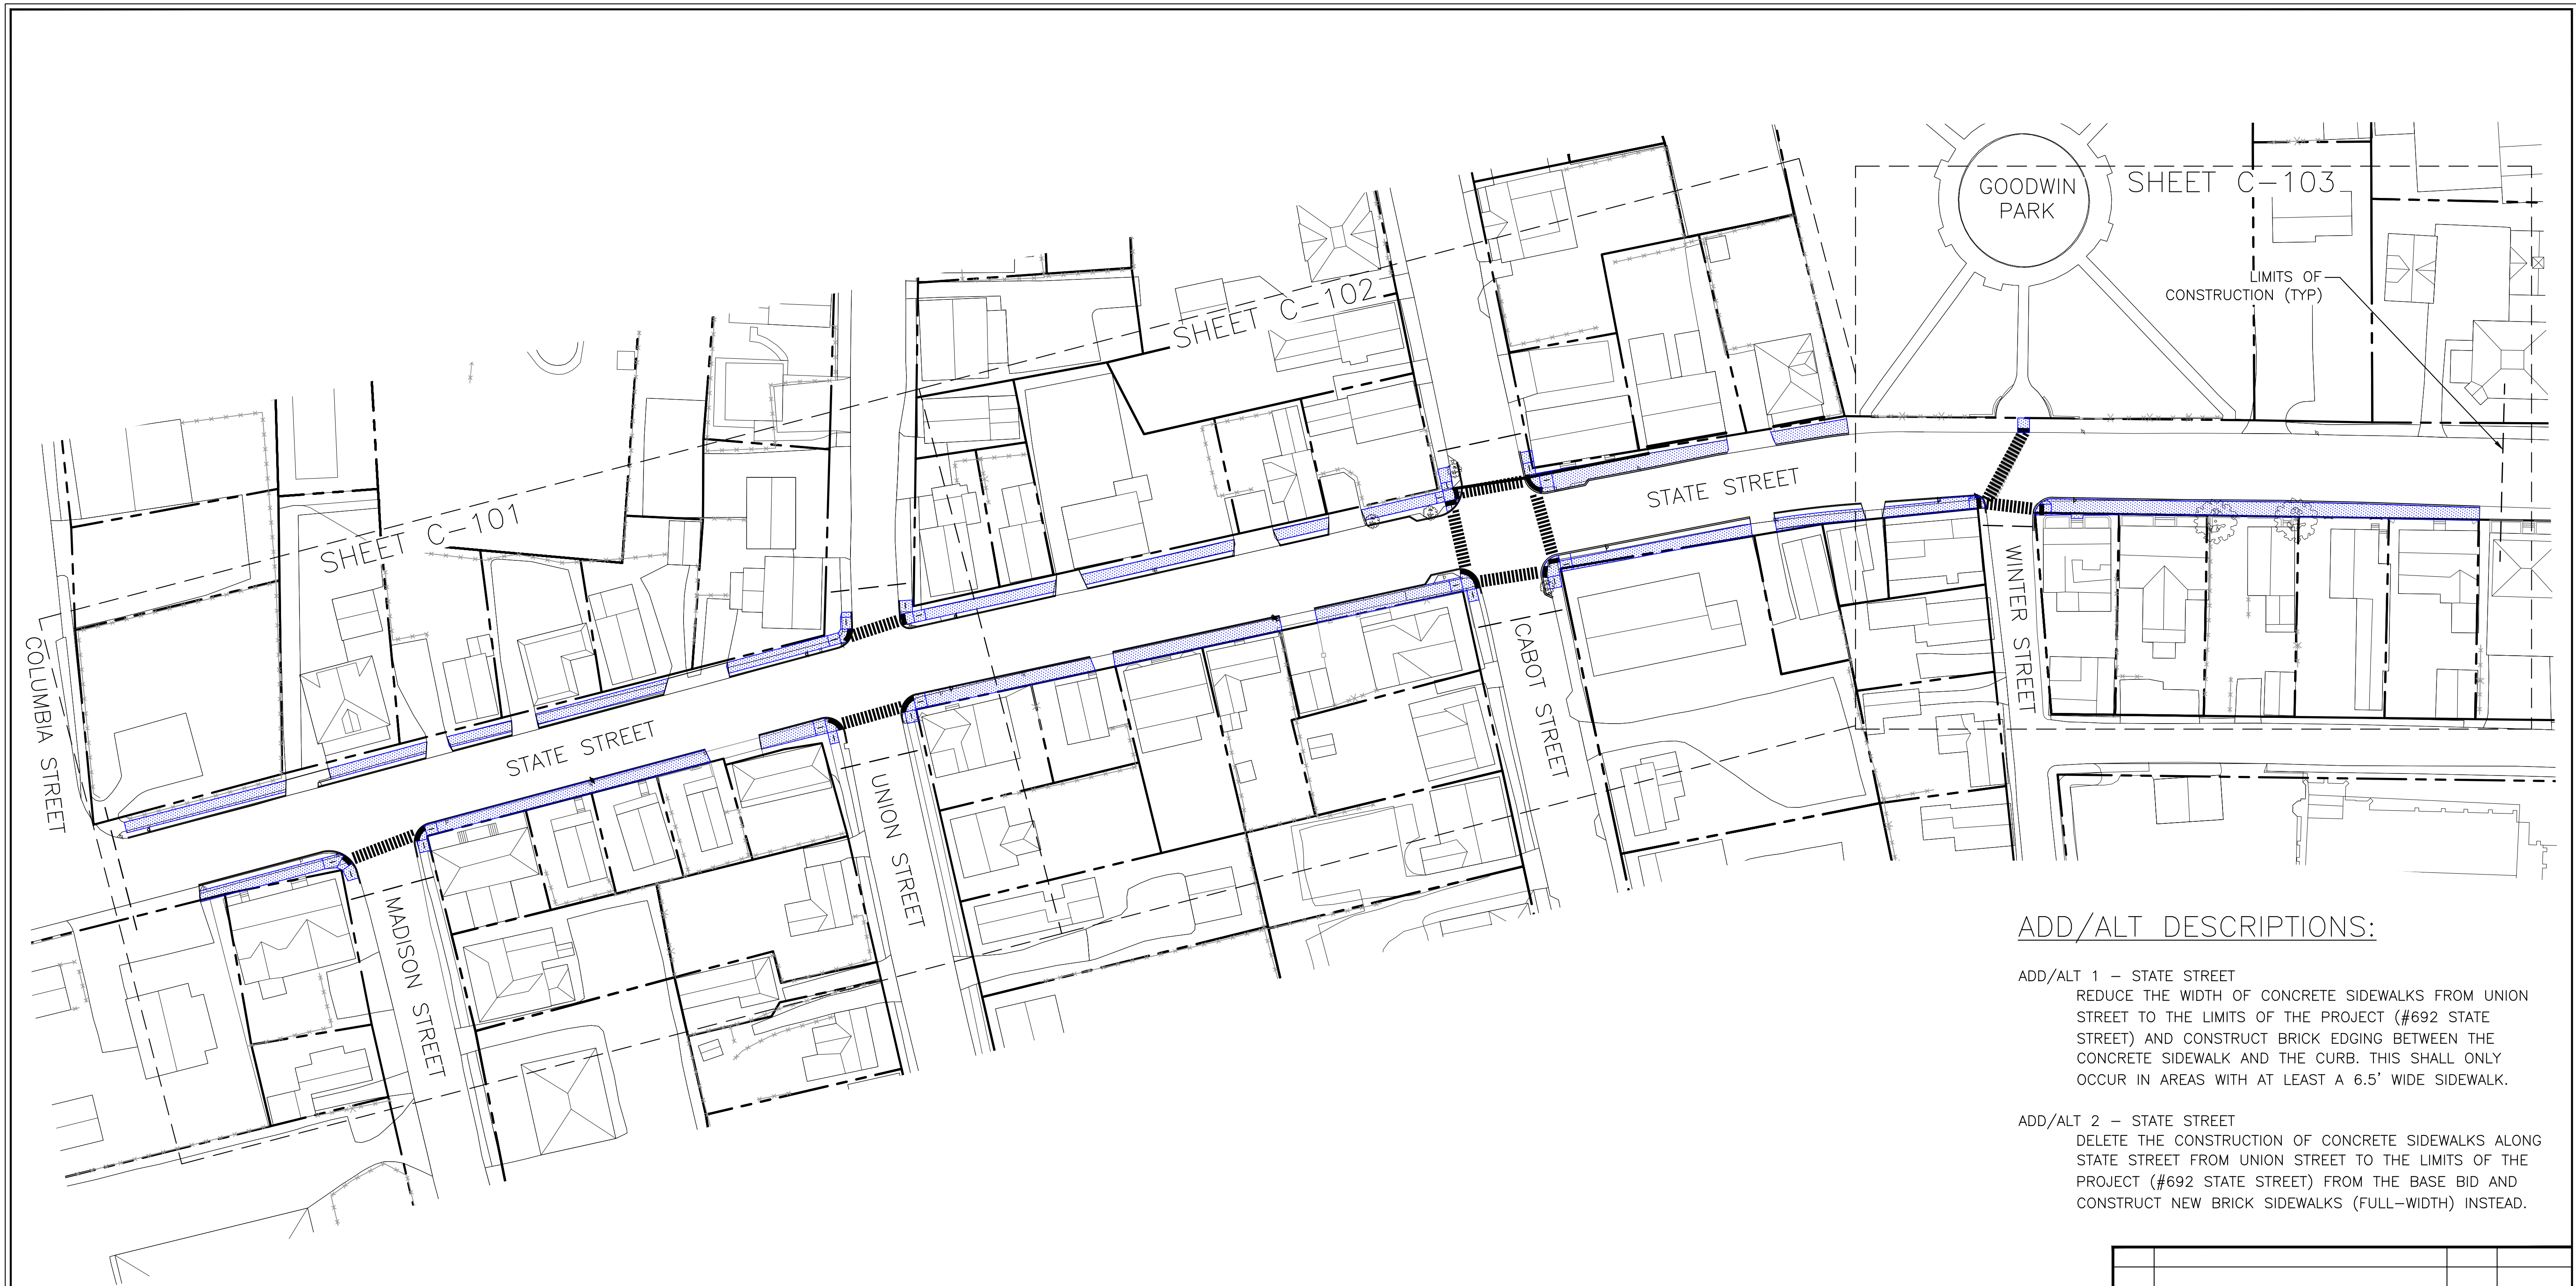 GOODWIN
PARK
SHEET C-103
LIMITS OF
CONSTRUCTION (TYP)
SHEET C-102
SHEET C-101
STATE STREET
STATE STREET
COLUMBIA STREET
MADISON STREET
UNION STREET
CABOT STREET
WINTER STREET
ADD/ALT DESCRIPTIONS:
ADD/ALT 1 – STATE STREET
REDUCE THE WIDTH OF CONCRETE SIDEWALKS FROM UNION
STREET TO THE LIMITS OF THE PROJECT (#692 STATE
STREET) AND CONSTRUCT BRICK EDGING BETWEEN THE
CONCRETE SIDEWALK AND THE CURB. THIS SHALL ONLY
OCCUR IN AREAS WITH AT LEAST A 6.5' WIDE SIDEWALK.
ADD/ALT 2 – STATE STREET
DELETE THE CONSTRUCTION OF CONCRETE SIDEWALKS ALONG
STATE STREET FROM UNION STREET TO THE LIMITS OF THE
PROJECT (#692 STATE STREET) FROM THE BASE BID AND
CONSTRUCT NEW BRICK SIDEWALKS (FULL–WIDTH) INSTEAD.